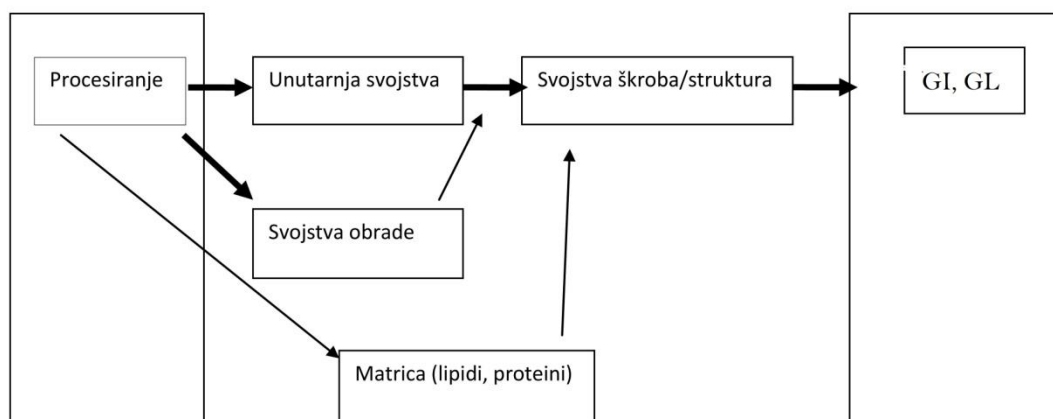 Procesiranje
Unutarnja svojstva
Svojstva škroba/struktura
GI, GL
Svojstva obrade
Matrica (lipidi, proteini)